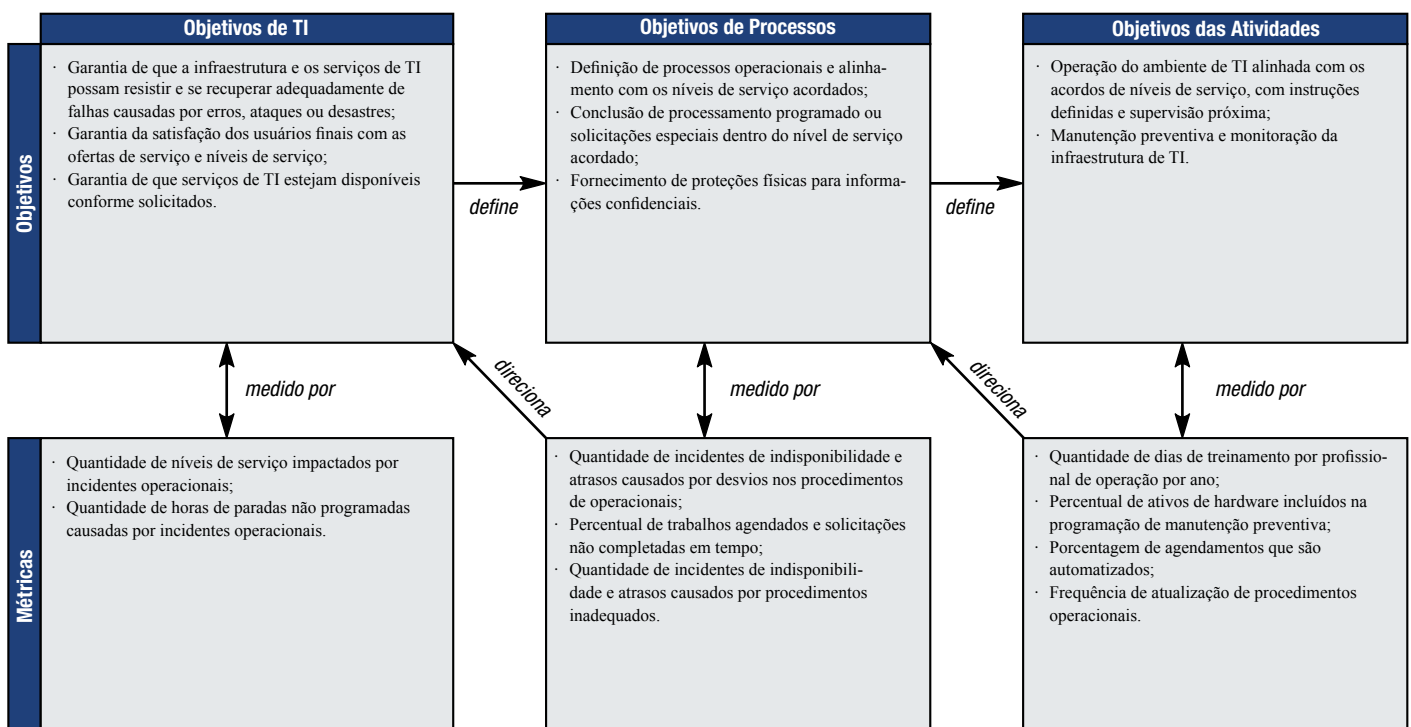 Objetivos de TI
Objetivos de Processos
Objetivos das Atividades
Objetivos
· Garantia de que a infraestrutura e os serviços de TI
possam resistir e se recuperar adequadamente de
falhas causadas por erros, ataques ou desastres;
· Garantia da satisfação dos usuários finais com as
ofertas de serviço e níveis de serviço;
· Garantia de que serviços de TI estejam disponíveis
conforme solicitados.
define
· Definição de processos operacionais e alinha-
mento com os níveis de serviço acordados;
· Conclusão de processamento programado ou
solicitações especiais dentro do nível de serviço
acordado;
· Fornecimento de proteções físicas para informa-
ções confidenciais.
define
· Operação do ambiente de TI alinhada com os
acordos de níveis de serviço, com instruções
definidas e supervisão próxima;
· Manutenção preventiva e monitoração da
infraestrutura de TI.
medido por
direciona
medido por
direciona
medido por
Métricas
· Quantidade de níveis de serviço impactados por
incidentes operacionais;
· Quantidade de horas de paradas não programadas
causadas por incidentes operacionais.
· Quantidade de incidentes de indisponibilidade e
atrasos causados por desvios nos procedimentos
de operacionais;
· Percentual de trabalhos agendados e solicitações
não completadas em tempo;
· Quantidade de incidentes de indisponibili-
dade e atrasos causados por procedimentos
inadequados.
· Quantidade de dias de treinamento por profissio-
nal de operação por ano;
· Percentual de ativos de hardware incluídos na
programação de manutenção preventiva;
· Porcentagem de agendamentos que são
automatizados;
· Frequência de atualização de procedimentos
operacionais.